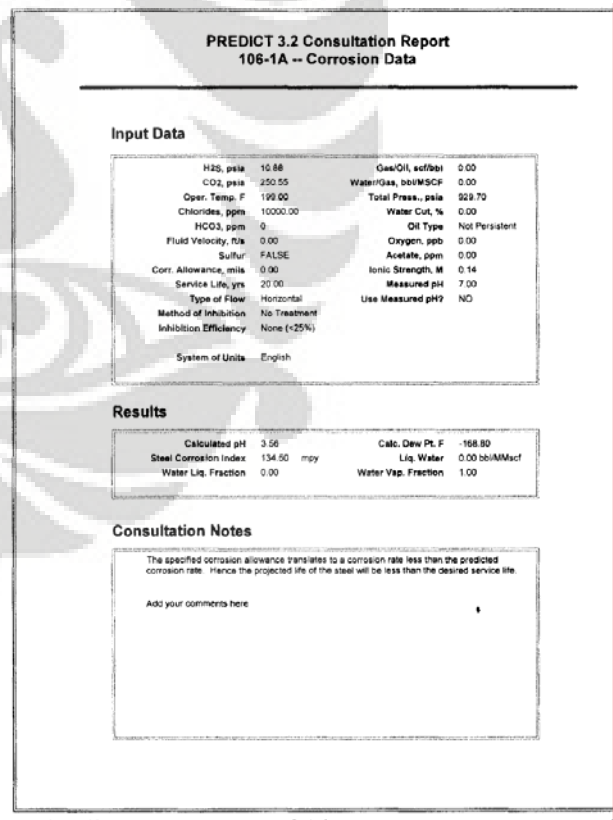 PREDICT 3.2 Consultation Report
106-1A -- Corrosion Data
Input Data
H2S, psia 10.88 Gas/Oil, scf/bbl 0.00
CO2, psia 250.55 Water/Gas, bbl/MSCF 0.00
Oper. Temp. F 199.00 Total Press., psia 929.70
Chlorides, ppm 10000.00 Water Cut, % 0.00
HCO3, ppm 0 Oil Type Not Persistent
Fluid Velocity, ft/s 0.00 Oxygen, ppb 0.00
Sulfur FALSE Acetate, ppm 0.00
Corr. Allowance, mils 0.00 Ionic Strength, M 0.14
Service Life, yrs 20.00 Measured pH 7.00
Type of Flow Horizontal Use Measured pH? NO
Method of Inhibition No Treatment
Inhibition Efficiency None (<25%)
System of Units English
Results
Calculated pH 3.56 Calc. Dew Pt. F -168.80
Steel Corrosion Index 134.50 mpy Liq. Water 0.00 bbl/MMscf
Water Liq. Fraction 0.00 Water Vap. Fraction 1.00
Consultation Notes
The specified corrosion allowance translates to a corrosion rate less than the predicted
corrosion rate. Hence the projected life of the steel will be less than the desired service life.
Add your comments here